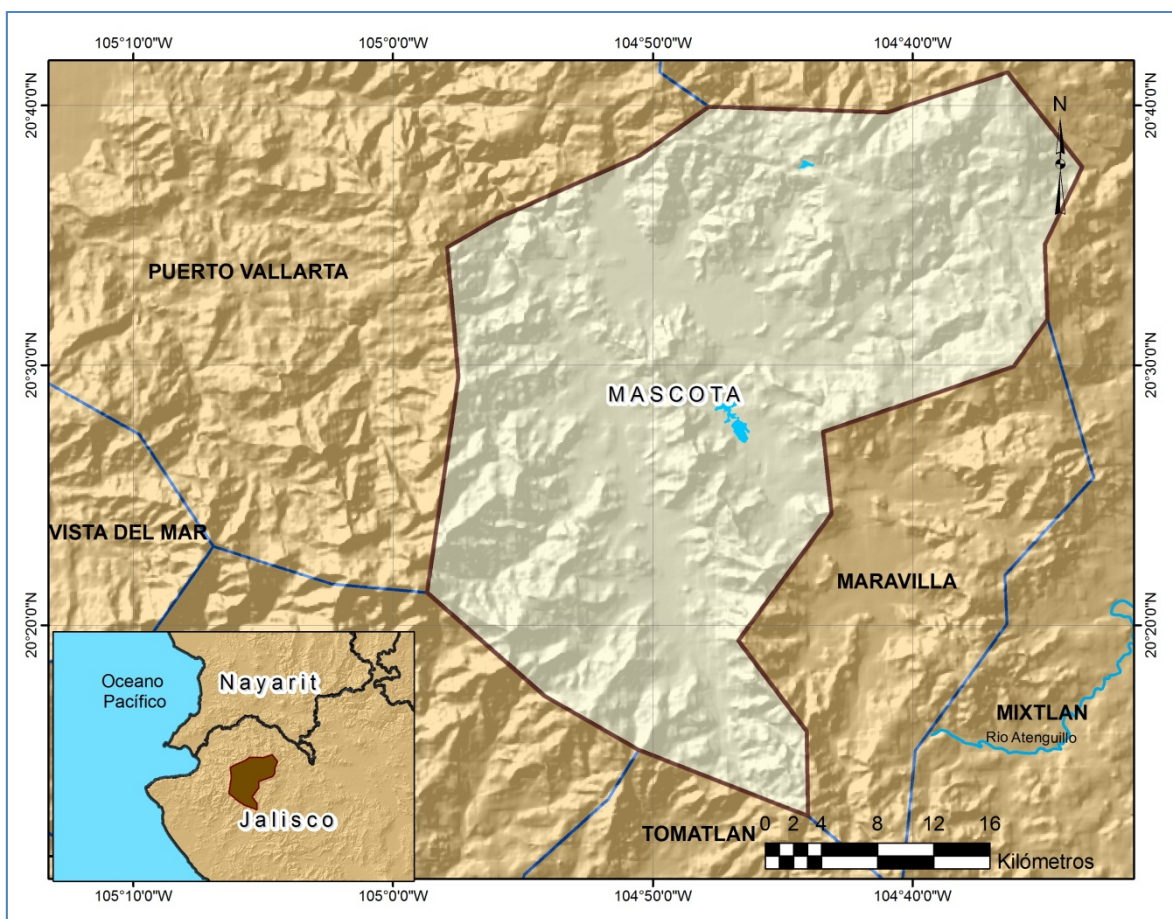 105°10'0"W
105°0'0"W
104°50'0"W
104°40'0"W
20°40'0"N
20°40'0"N
N
PUERTO VALLARTA
20°30'0"N
MASCOTA
20°30'0"N
VISTA DEL MAR
MARAVILLA
20°20'0"N
20°20'0"N
Oceano
Pacífico
Nayarit
Jalisco
MIXTLAN
Rio Atenguillo
TOMATLAN
0 2 4 8 12 16
Kilómetros
105°10'0"W
105°0'0"W
104°50'0"W
104°40'0"W